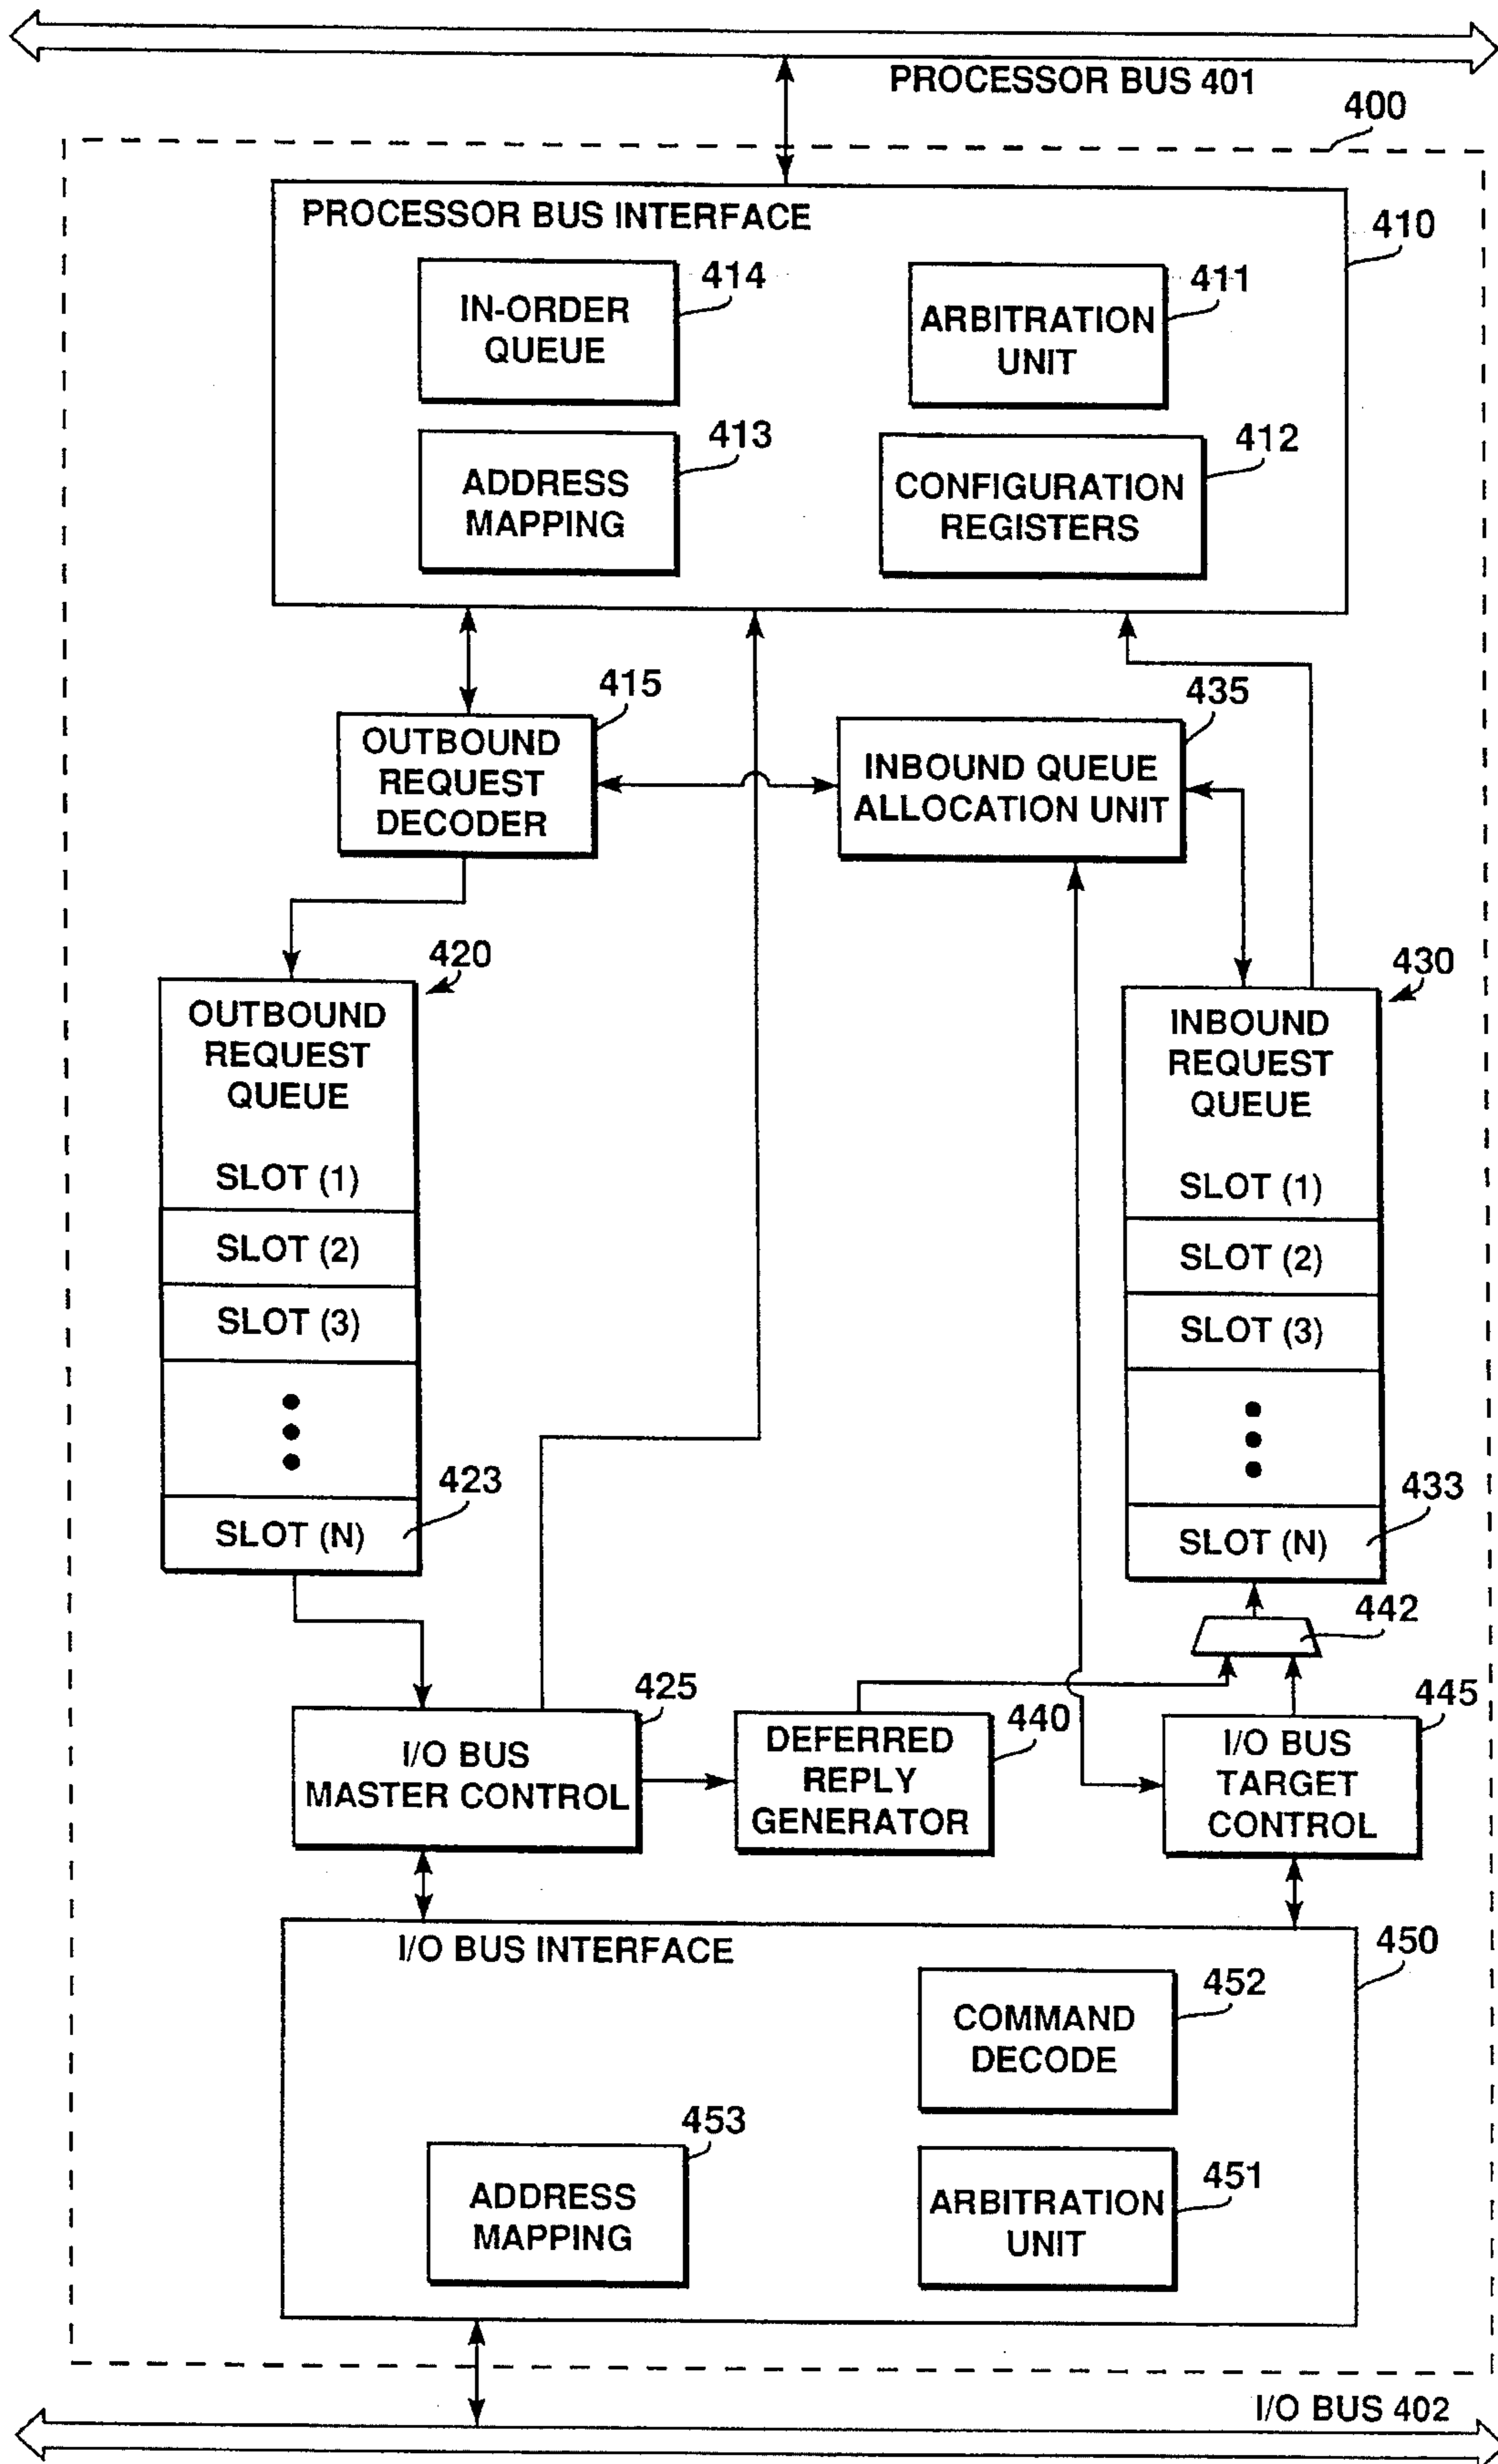 PROCESSOR BUS 401
400
PROCESSOR BUS INTERFACE
410
414
IN-ORDER
QUEUE
411
ARBITRATION
UNIT
413
ADDRESS
MAPPING
412
CONFIGURATION
REGISTERS
415
OUTBOUND
REQUEST
DECODER
435
INBOUND QUEUE
ALLOCATION UNIT
420
OUTBOUND
REQUEST
QUEUE
SLOT (1)
SLOT (2)
SLOT (3)
423
SLOT (N)
430
INBOUND
REQUEST
QUEUE
SLOT (1)
SLOT (2)
SLOT (3)
433
SLOT (N)
442
425
I/O BUS
MASTER CONTROL
440
DEFERRED
REPLY
GENERATOR
445
I/O BUS
TARGET
CONTROL
I/O BUS INTERFACE
450
452
COMMAND
DECODE
453
ADDRESS
MAPPING
451
ARBITRATION
UNIT
I/O BUS 402